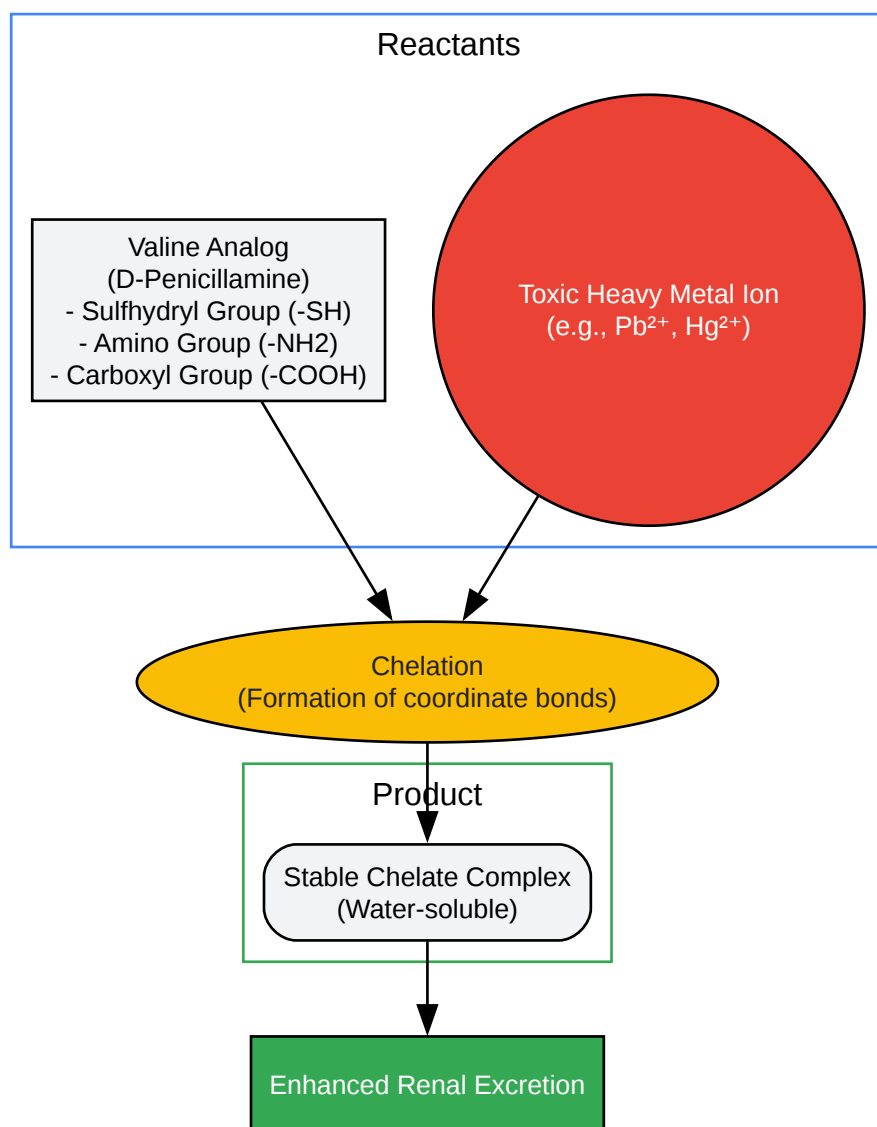 Reactants
Valine Analog
(D-Penicillamine)
- Sulfhydryl Group (-SH)
- Amino Group (-NH2)
- Carboxyl Group (-COOH)
Toxic Heavy Metal Ion
(e.g., Pb²⁺, Hg²⁺)
Chelation
(Formation of coordinate bonds)
Product
Stable Chelate Complex
(Water-soluble)
Enhanced Renal Excretion